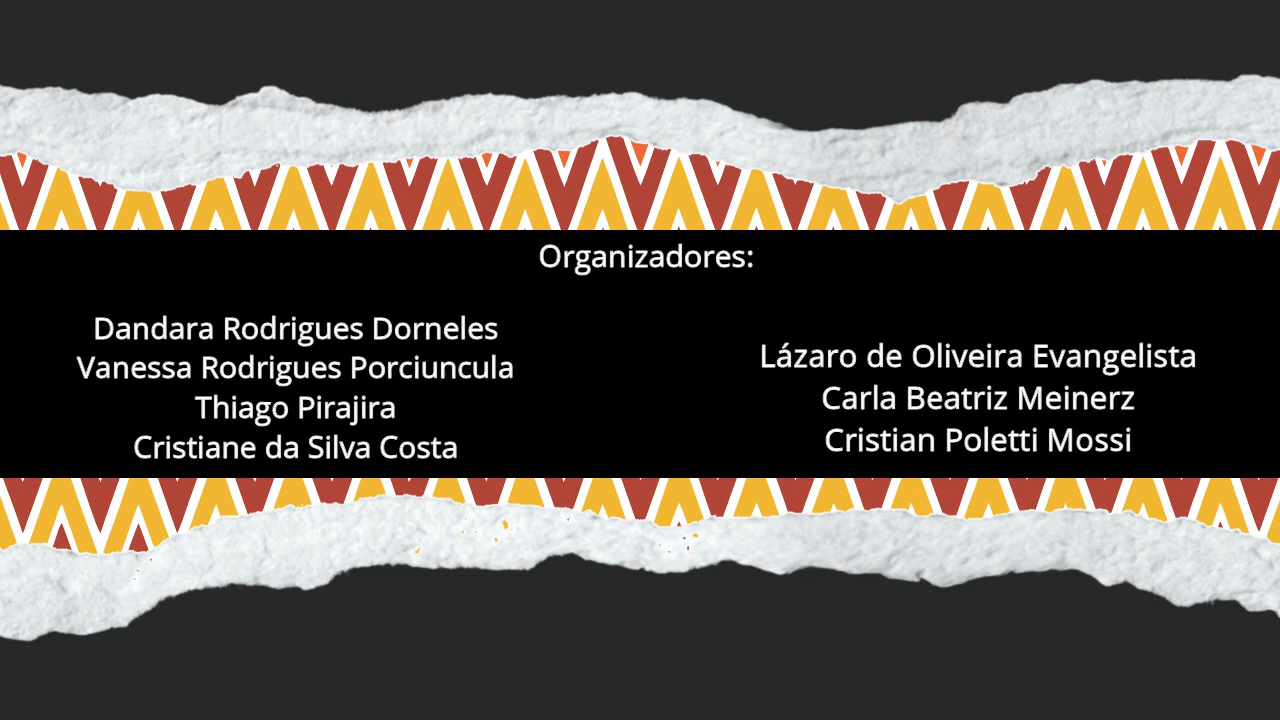 Organizadores:
Dandara Rodrigues Dorneles
Vanessa Rodrigues Porciuncula
Thiago Pirajira
Cristiane da Silva Costa
Lázaro de Oliveira Evangelista
Carla Beatriz Meinerz
Cristian Poletti Mossi